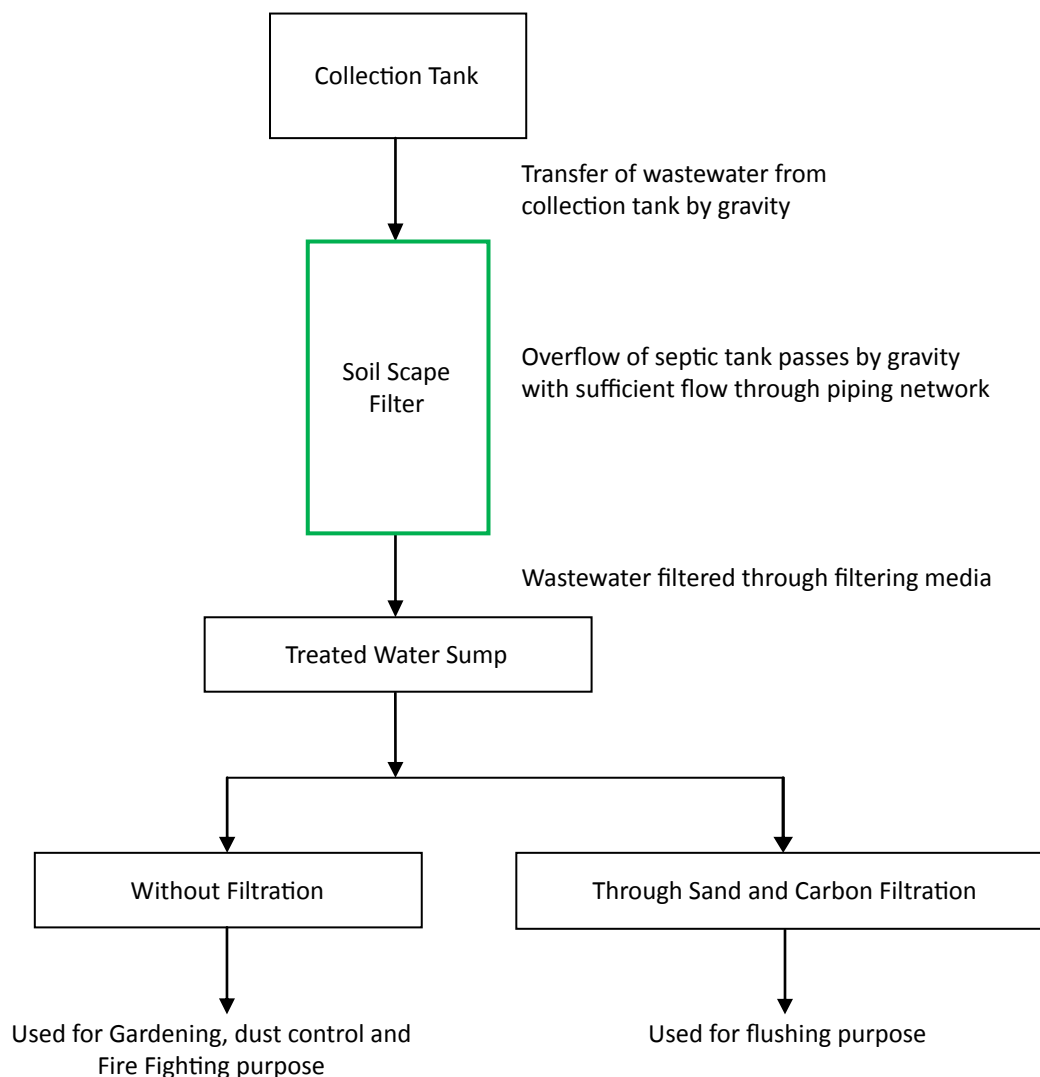 Collection Tank
Transfer of wastewater from
collection tank by gravity
Soil Scape
Filter
Overflow of septic tank passes by gravity
with sufficient flow through piping network
Wastewater filtered through filtering media
Treated Water Sump
Without Filtration
Through Sand and Carbon Filtration
Used for Gardening, dust control and
Fire Fighting purpose
Used for flushing purpose